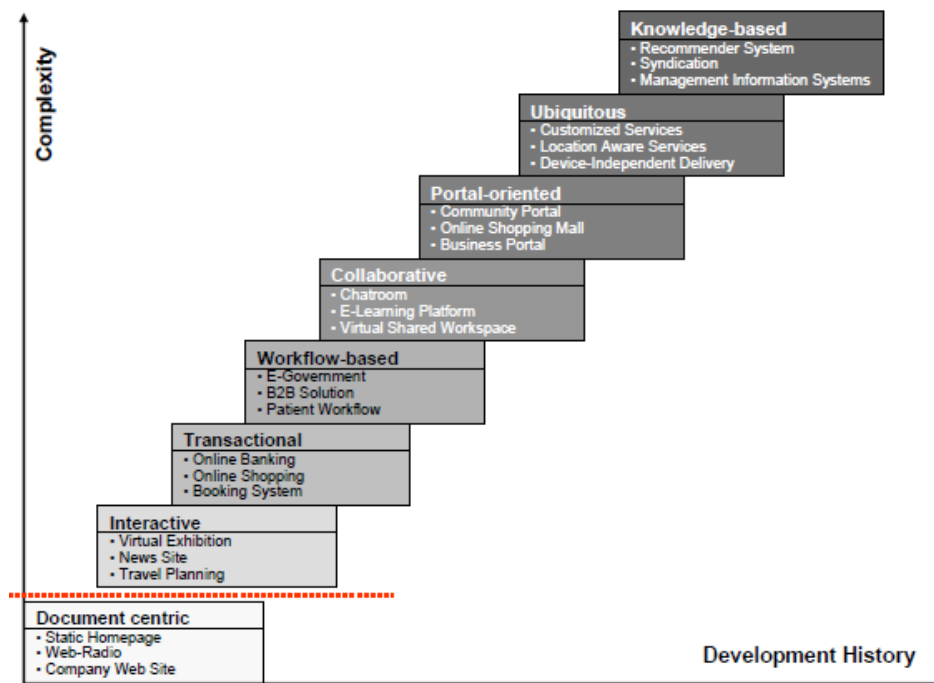 Complexity
Knowledge-based
▪ Recommender System
▪ Syndication
▪ Management Information Systems
Ubiquitous
▪ Customized Services
▪ Location Aware Services
▪ Device-Independent Delivery
Portal-oriented
▪ Community Portal
▪ Online Shopping Mall
▪ Business Portal
Collaborative
▪ Chatroom
▪ E-Learning Platform
▪ Virtual Shared Workspace
Workflow-based
▪ E-Government
▪ B2B Solution
▪ Patient Workflow
Transactional
▪ Online Banking
▪ Online Shopping
▪ Booking System
Interactive
▪ Virtual Exhibition
▪ News Site
▪ Travel Planning
Document centric
▪ Static Homepage
▪ Web-Radio
▪ Company Web Site
Development History